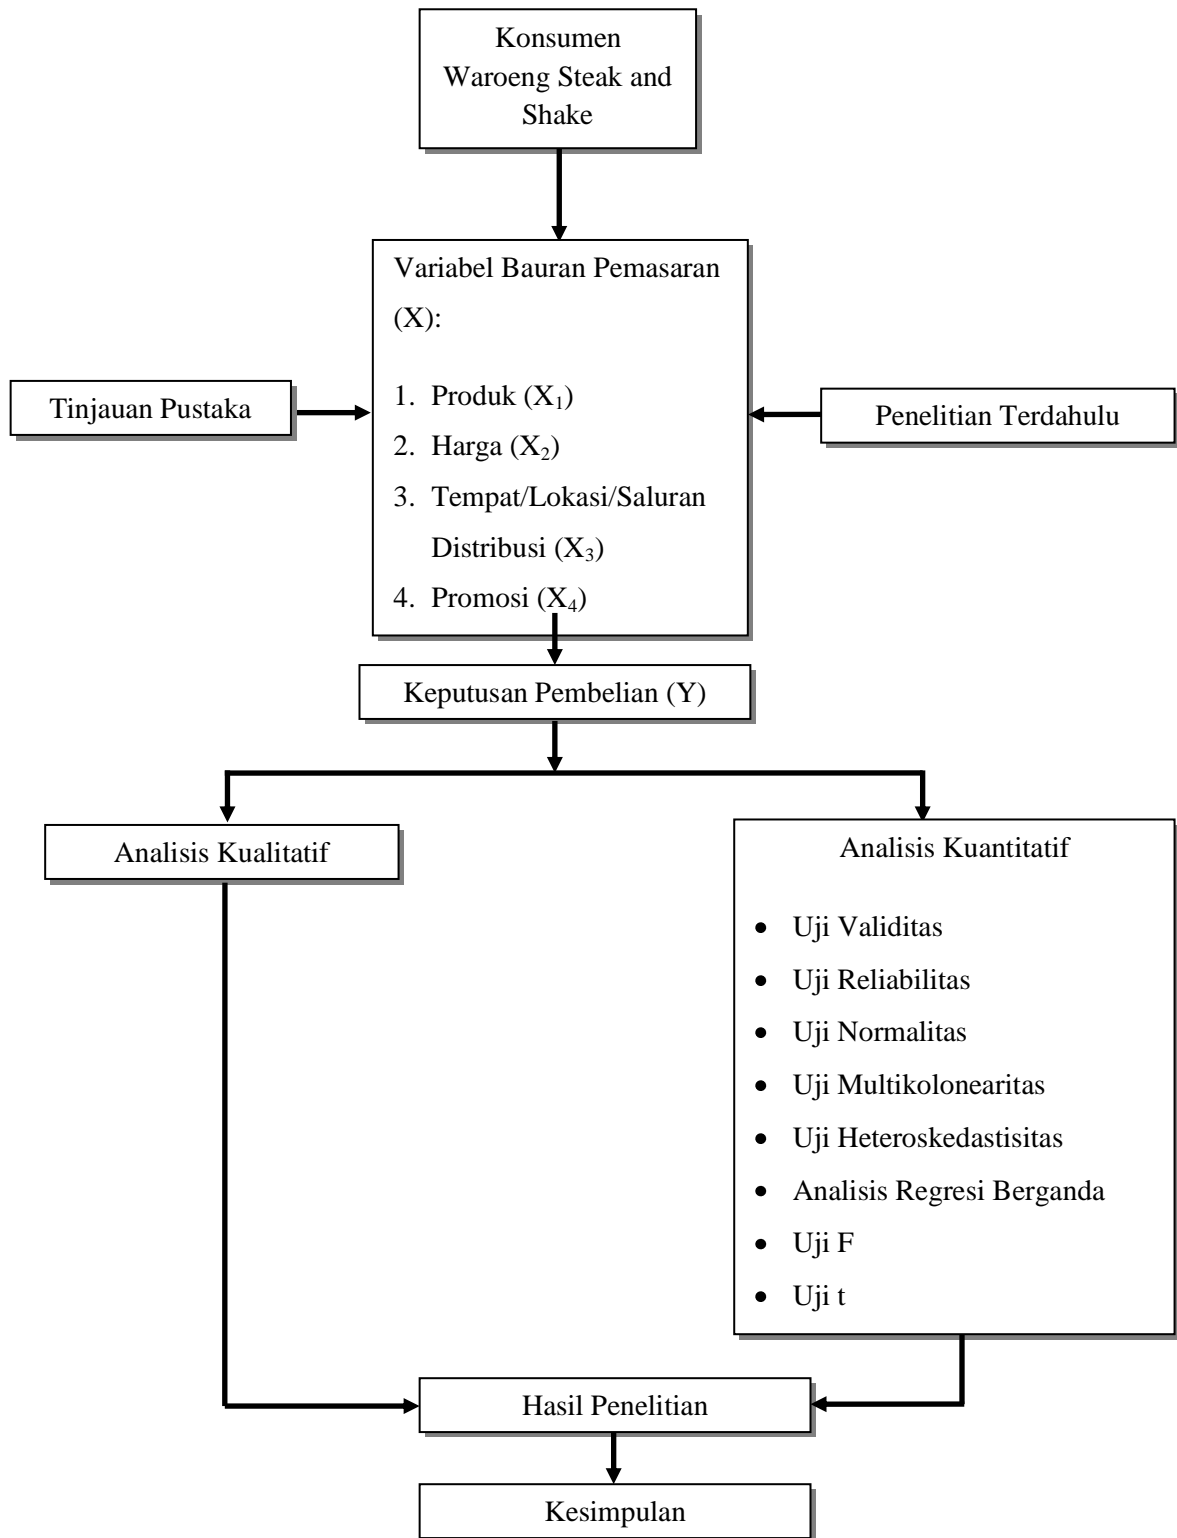 Konsumen
Waroeng Steak and
Shake
Variabel Bauran Pemasaran
(X):
1. Produk (X₁)
2. Harga (X₂)
3. Tempat/Lokasi/Saluran
Distribusi (X₃)
4. Promosi (X₄)
Tinjauan Pustaka
Penelitian Terdahulu
Keputusan Pembelian (Y)
Analisis Kualitatif
Analisis Kuantitatif
• Uji Validitas
• Uji Reliabilitas
• Uji Normalitas
• Uji Multikolonearitas
• Uji Heteroskedastisitas
• Analisis Regresi Berganda
• Uji F
• Uji t
Hasil Penelitian
Kesimpulan